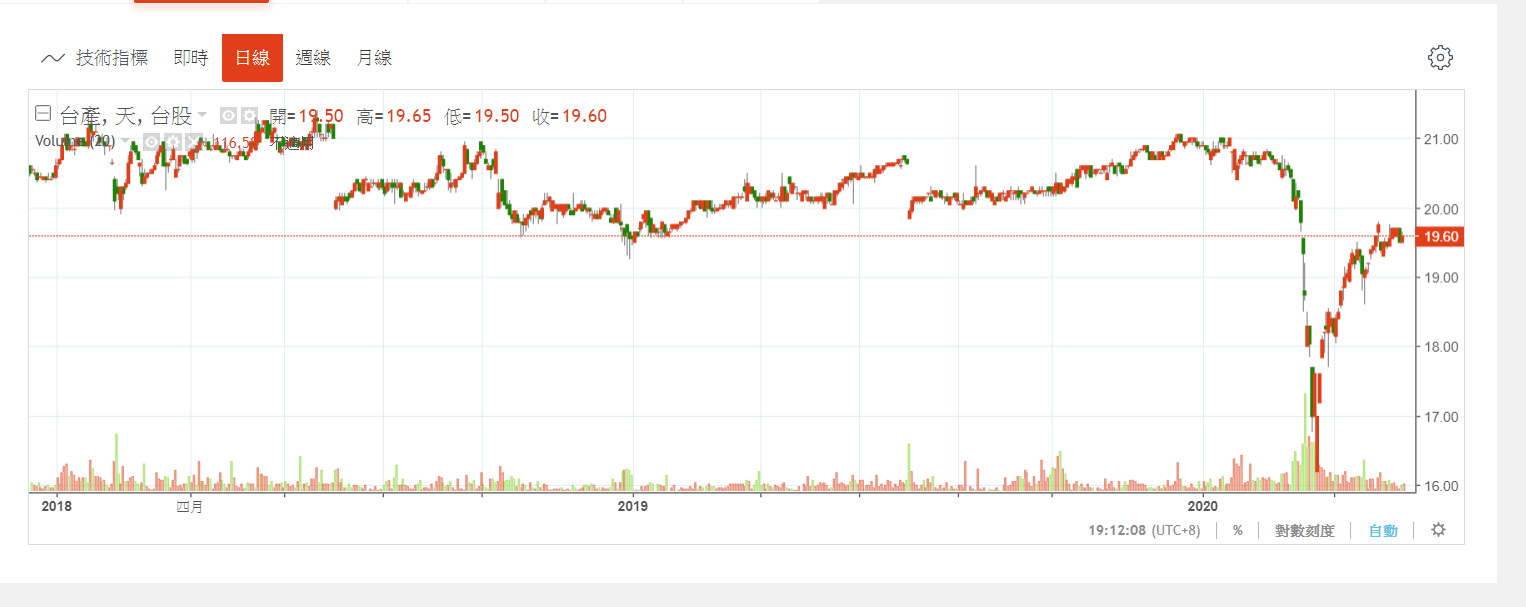 技術指標 即時 日線 週線 月線
台產, 天, 台股 開=19.50 高=19.65 低=19.50 收=19.60
Volume (20) 不適用
21.00
20.00
19.60
19.00
18.00
17.00
16.00
2018 四月 2019 2020
19:12:08 (UTC+8) % 對數刻度 自動